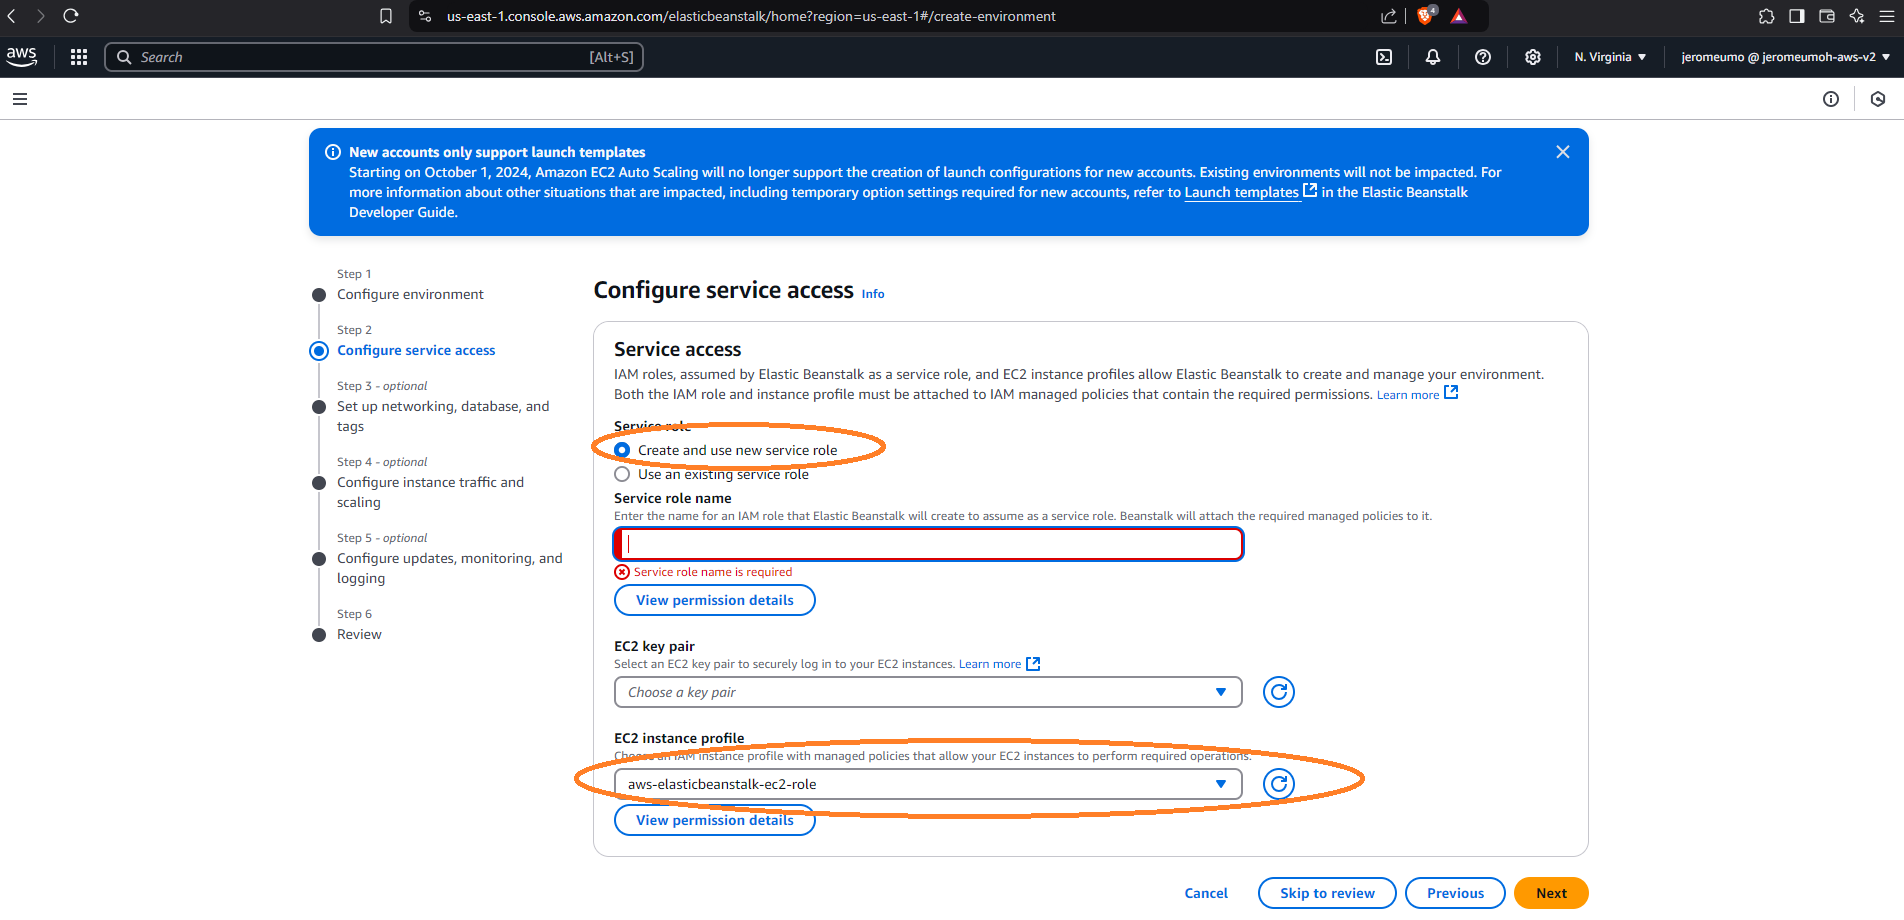 us-east-1.console.aws.amazon.com/elasticbeanstalk/home?region=us-east-1#/create-environment
4
aws
Search
[Alt+S]
N. Virginia
jeromeumo @ jeromeumoh-aws-v2
New accounts only support launch templates
Starting on October 1, 2024, Amazon EC2 Auto Scaling will no longer support the creation of launch configurations for new accounts. Existing environments will not be impacted. For
more information about other situations that are impacted, including temporary option settings required for new accounts, refer to Launch templates in the Elastic Beanstalk
Developer Guide.
Step 1
Configure environment
Step 2
Configure service access
Step 3 - optional
Set up networking, database, and
tags
Step 4 - optional
Configure instance traffic and
scaling
Step 5 - optional
Configure updates, monitoring, and
logging
Step 6
Review
Configure service access Info
Service access
IAM roles, assumed by Elastic Beanstalk as a service role, and EC2 instance profiles allow Elastic Beanstalk to create and manage your environment.
Both the IAM role and instance profile must be attached to IAM managed policies that contain the required permissions. Learn more
Service role
Create and use new service role
Use an existing service role
Service role name
Enter the name for an IAM role that Elastic Beanstalk will create to assume as a service role. Beanstalk will attach the required managed policies to it.
Service role name is required
View permission details
EC2 key pair
Select an EC2 key pair to securely log in to your EC2 instances. Learn more
Choose a key pair
EC2 instance profile
Choose an IAM instance profile with managed policies that allow your EC2 instances to perform required operations.
aws-elasticbeanstalk-ec2-role
View permission details
Cancel
Skip to review
Previous
Next